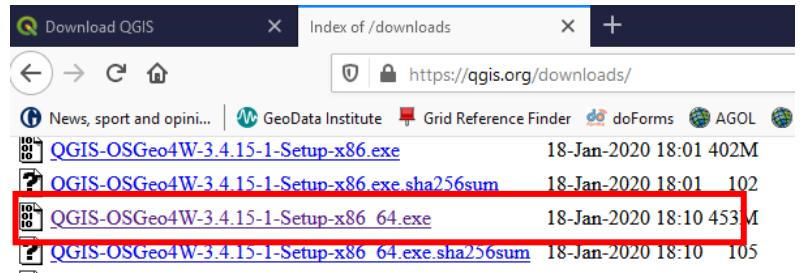 Download QGIS
Index of /downloads
https://qgis.org/downloads/
News, sport and opini... GeoData Institute Grid Reference Finder doForms AGOL
QGIS-OSGeo4W-3.4.15-1-Setup-x86.exe 18-Jan-2020 18:01 402M
QGIS-OSGeo4W-3.4.15-1-Setup-x86.exe.sha256sum 18-Jan-2020 18:01 102
QGIS-OSGeo4W-3.4.15-1-Setup-x86_64.exe 18-Jan-2020 18:10 453M
QGIS-OSGeo4W-3.4.15-1-Setup-x86_64.exe.sha256sum 18-Jan-2020 18:10 105